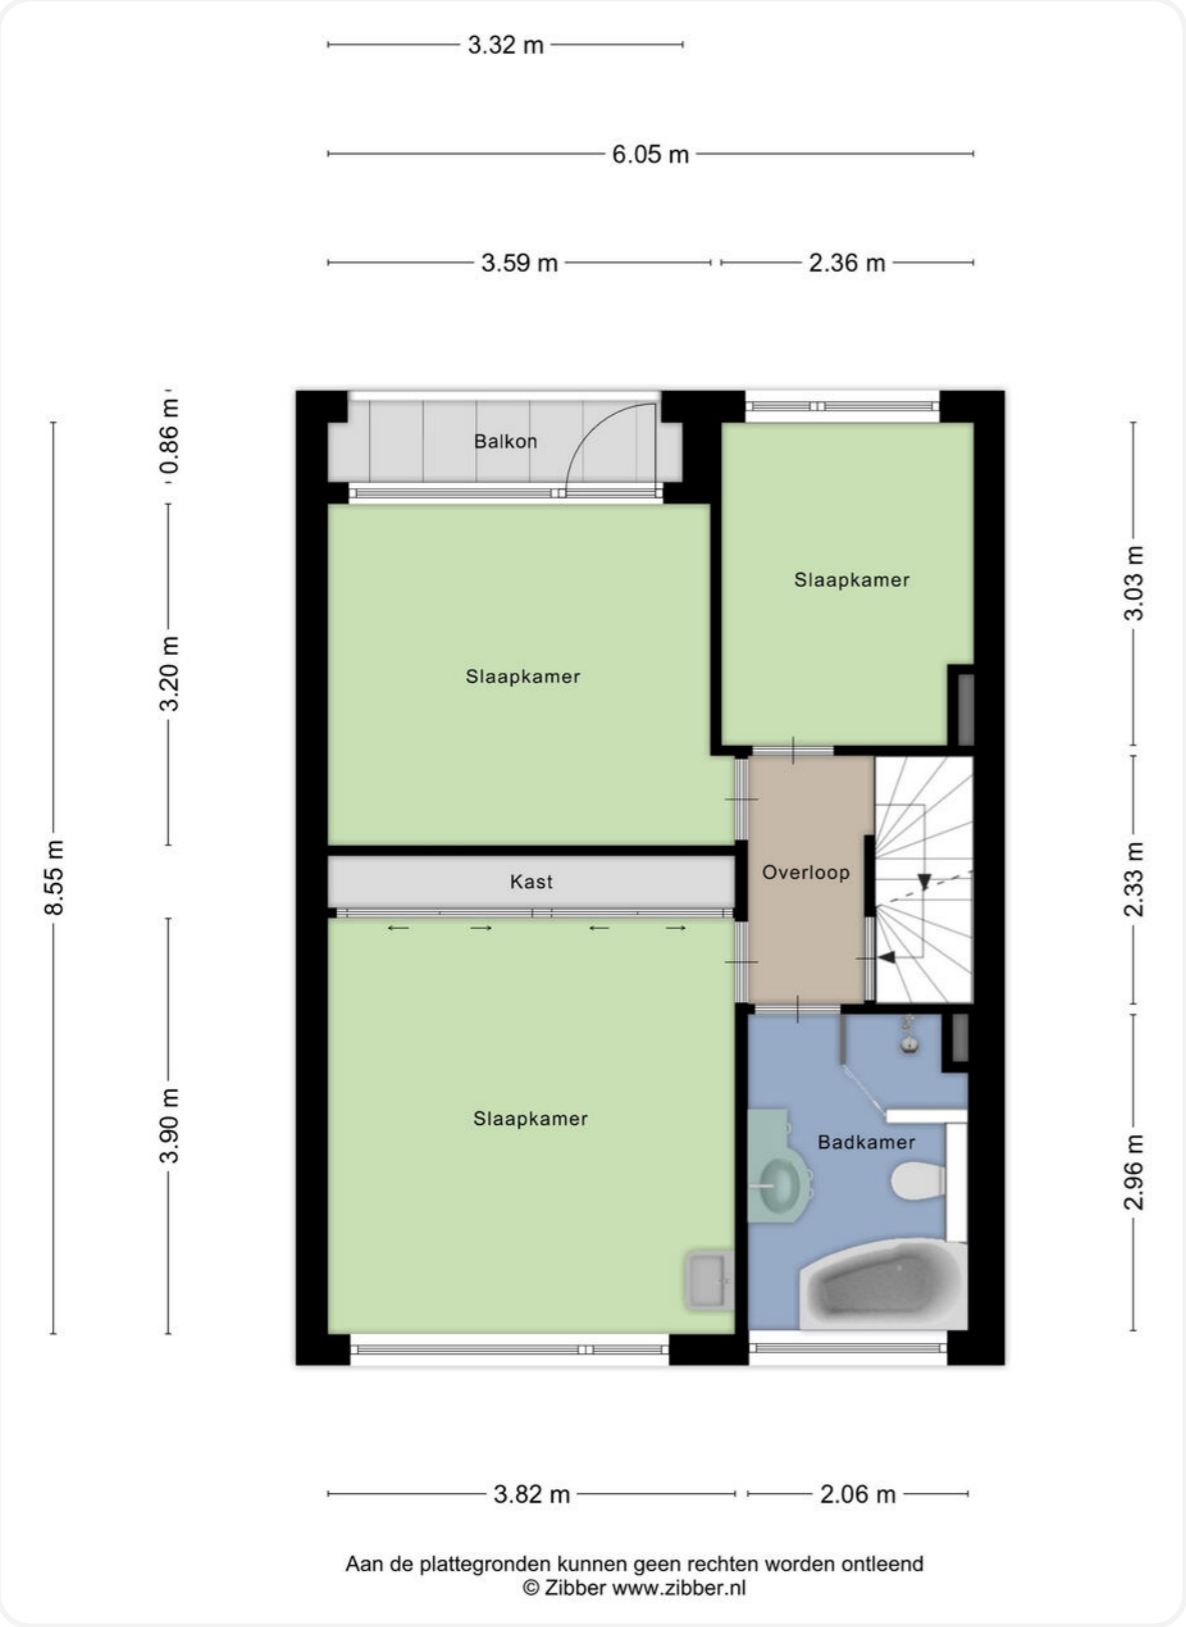 3.32 m
6.05 m
3.59 m
2.36 m
0.86 m
Balkon
8.55 m
3.20 m
3.03 m
Slaapkamer
Slaapkamer
Kast
Overloop
2.33 m
3.90 m
Slaapkamer
Badkamer
2.96 m
3.82 m
2.06 m
Aan de plattegronden kunnen geen rechten worden ontleend
© Zibber www.zibber.nl